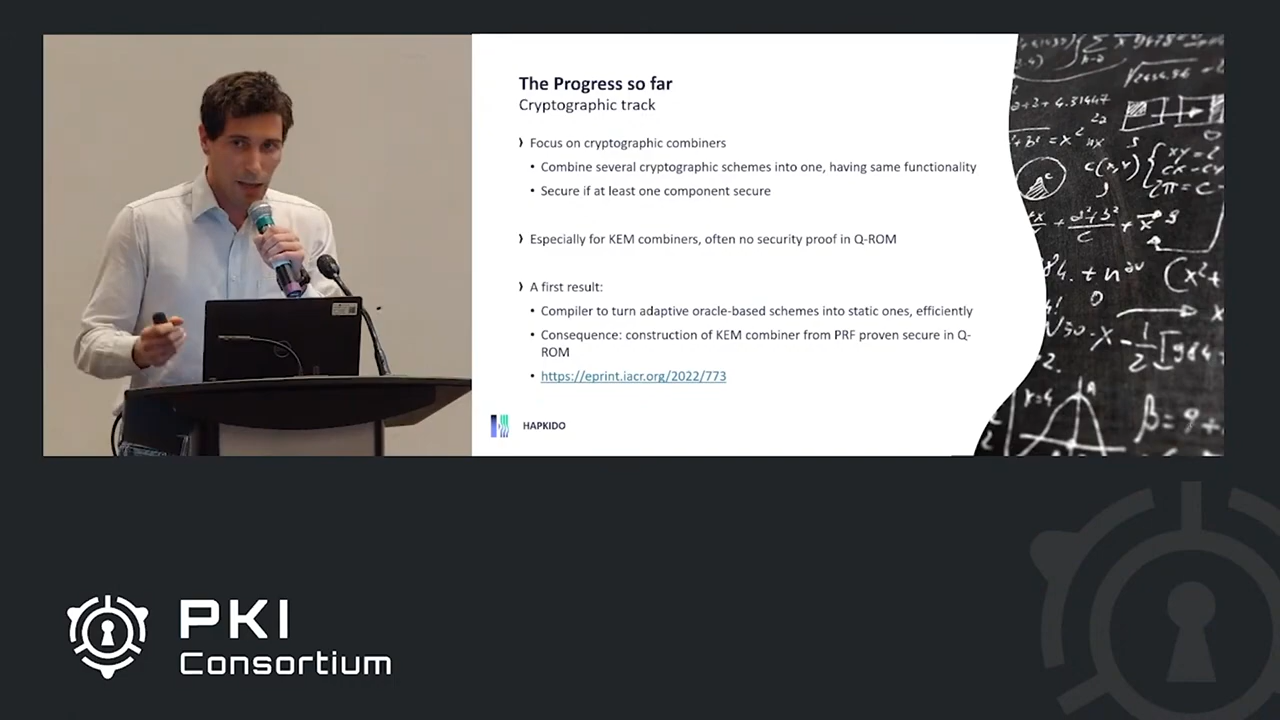 The Progress so far
Cryptographic track
❩ Focus on cryptographic combiners
• Combine several cryptographic schemes into one, having same functionality
• Secure if at least one component secure
❩ Especially for KEM combiners, often no security proof in Q-ROM
❩ A first result:
• Compiler to turn adaptive oracle-based schemes into static ones, efficiently
• Consequence: construction of KEM combiner from PRF proven secure in Q-
ROM
• https://eprint.iacr.org/2022/773
HAPKIDO
PKI
Consortium